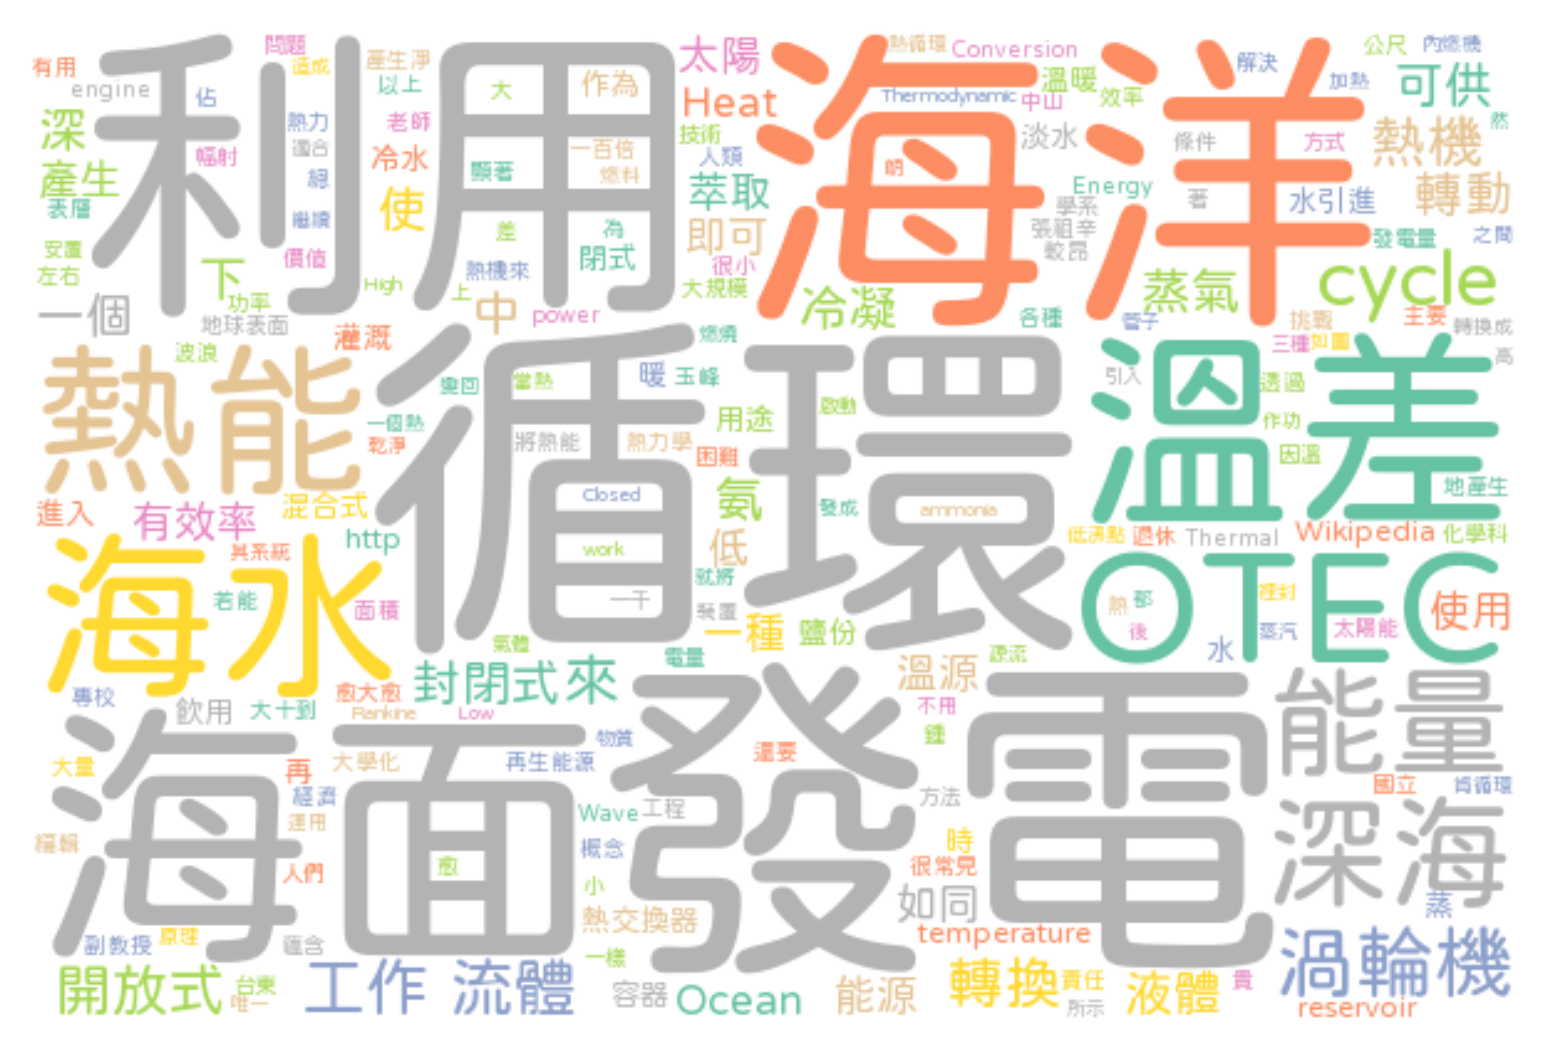 利用
海洋
循環
溫差
熱能
海水
OTEC
海面
發電
能量
深海
太陽
Heat
Conversion
熱循環
溫暖
Thermodynamic
中山
效率
解決
公尺
內燃機
加熱
可供
然
有用
engine
問題
造成
產生淨
以上
佔
大
作為
深
熱力
適合
老師
技術
一百倍
人類
淡水
條件
方式
熱機
輻射
冷水
顯著
燃料
產生
使
萃取
朗
Energy
著
水引進
轉動
表層
繼續
學系
張祖辛
較昂
安置
左右
下
價值
差
為
即可
發電量
之間
閉式
很小
熱機來
High
上
大規模
冷凝
蒸氣
cycle
功率
一個
地球表面
中
power
各種
管子
挑戰
主要
轉換成
灌溉
燃燒
三種
如圖
高
波浪
變回
當熱
暖
玉峰
引入
透過
一個熱
用途
啟動
作功
乾淨
將熱能
熱力學
困難
因溫
地產生
Closed
氨
發成
ammonia
進入
有效率
混合式
http
低
低沸點
退休
Thermal
Wikipedia
化學科
其系統
work
就將
若能
面積
一千
裝置
熱
都
裡封
使用
後
蒸汽
太陽能
一種
鹽份
水
氣體
電量
溫源
源流
封閉式
來
專校
愈大愈
飲用
大十到
Rankine
Low
不用
物質
鍾
大量
再
大學化
再生能源
還要
國立
肯循環
經濟
Wave
工程
方法
運用
編輯
概念
時
人們
愈
小
很常見
如同
蒸
熱交換器
副教授
原理
蘊含
temperature
渦輪機
開放式
台東
唯一
工作
流體
一樣
容器
Ocean
能源
轉換
責任
所示
液體
貴
reservoir